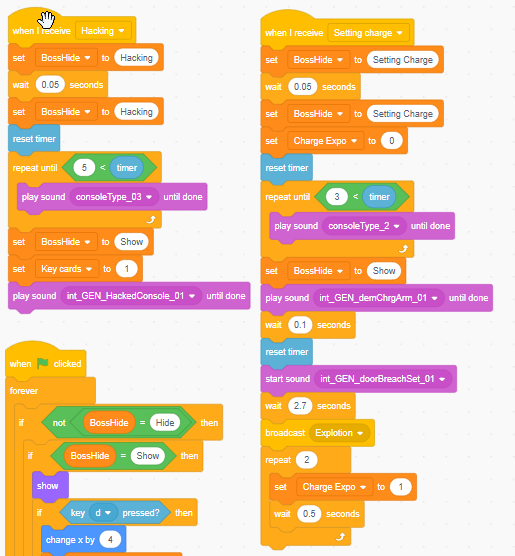 when I receive Hacking
set BossHide to Hacking
wait 0.05 seconds
set BossHide to Hacking
reset timer
repeat until 5 < timer
play sound consoleType_03 until done
set BossHide to Show
set Key cards to 1
play sound int_GEN_HackedConsole_01 until done
when clicked
forever
if not BossHide = Hide then
if BossHide = Show then
show
if key d pressed? then
change x by 4
when I receive Setting charge
set BossHide to Setting Charge
wait 0.05 seconds
set BossHide to Setting Charge
set Charge Expo to 0
reset timer
repeat until 3 < timer
play sound consoleType_2 until done
set BossHide to Show
play sound int_GEN_demChrgArm_01 until done
wait 0.1 seconds
reset timer
start sound int_GEN_doorBreachSet_01
wait 2.7 seconds
broadcast Explotion
repeat 2
set Charge Expo to 1
wait 0.5 seconds